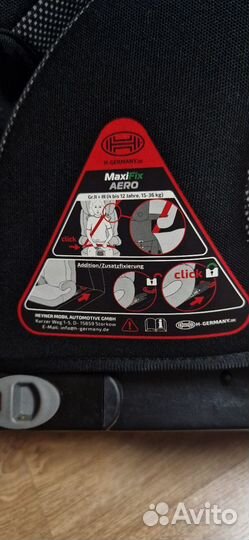 H-GERMANY.DE
MaxiFix
AERO
Gr.II + III (4 bis 12 Jahre, 15-36 kg)
click
Addition/Zusatzfixierung
click
HEYNER MOBIL AUTOMOTIVE GMBH
Karzer Weg 1-5, D- 15859 Storkow
E-Mail: info@h-germany.de
H-GERMANY.DE
Avito